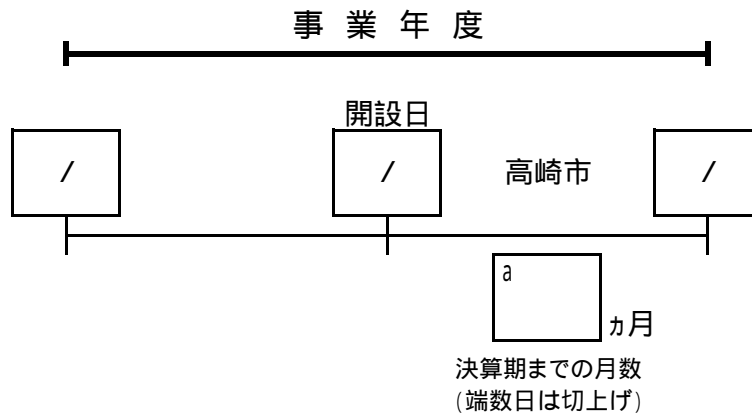 事業年度
開設日
/
/
高崎市
/
a
ヵ月
決算期までの月数
(端数日は切上げ)